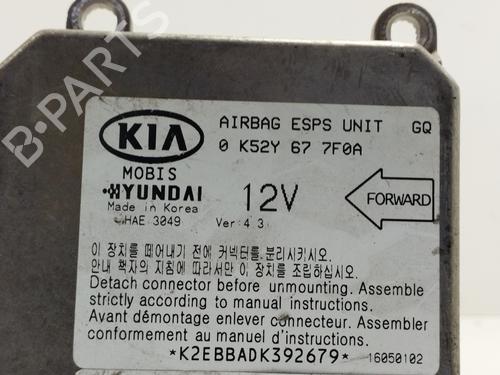 B-PARTS
KIA
AIRBAG ESPS UNIT GQ
0 K52Y 67 7F0A
MOBIS
HYUNDAI
12V
FORWARD
Made in Korea
HAE 3049
Ver: 4.3
이 장치를 떼어내기 전에 커넥터를 분리시키시오.
안내 책자의 지침에 따라서만 이 장치를 조립하십시오.
Detach connector before unmounting. Assemble
strictly according to manual instructions.
Avant démontage enlever connecteur. Assembler
conformement au manuel d'instructions.
*K2EBBADK392679* 16050102